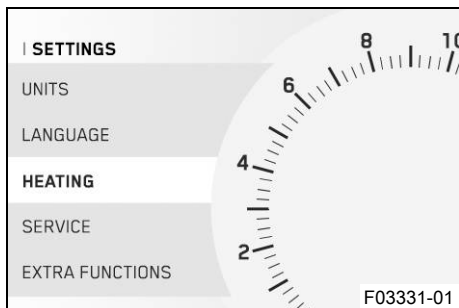 | SETTINGS
UNITS
LANGUAGE
HEATING
SERVICE
EXTRA FUNCTIONS
2
4
6
8
10
F03331-01